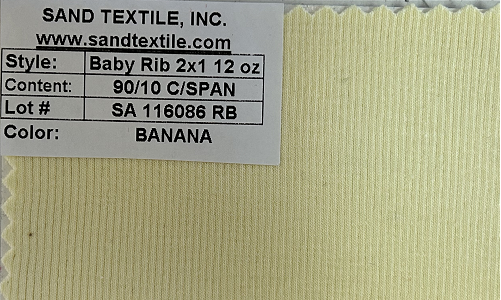 SAND TEXTILE, INC.
www.sandtextile.com
Style: Baby Rib 2x1 12 oz
Content: 90/10 C/SPAN
Lot # SA 116086 RB
Color: BANANA